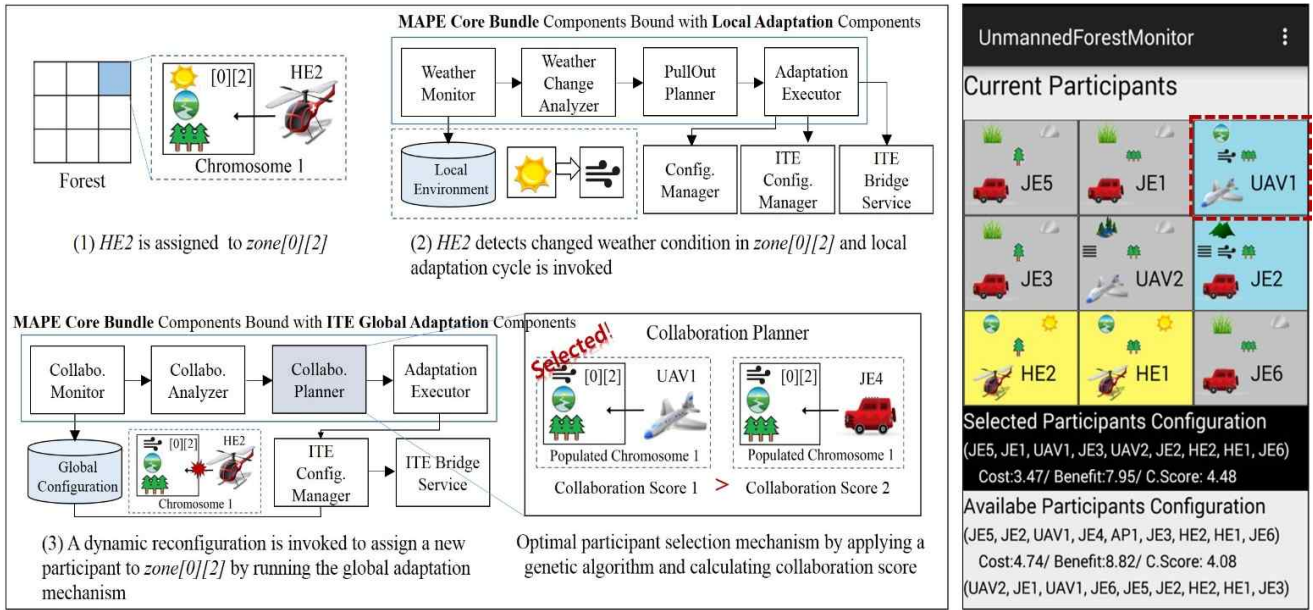 Forest
[0][2]
HE2
Chromosome 1
(1) HE2 is assigned to zone[0][2]
MAPE Core Bundle Components Bound with Local Adaptation Components
Weather
Monitor
Weather
Change
Analyzer
PullOut
Planner
Adaptation
Executor
Local
Environment
Config.
Manager
ITE
Config.
Manager
ITE
Bridge
Service
(2) HE2 detects changed weather condition in zone[0][2] and local
adaptation cycle is invoked
MAPE Core Bundle Components Bound with ITE Global Adaptation Components
Collabo.
Monitor
Collabo.
Analyzer
Collabo.
Planner
Adaptation
Executor
Global
Configuration
[0][2]
HE2
Chromosome 1
ITE
Config.
Manager
ITE Bridge
Service
(3) A dynamic reconfiguration is invoked to assign a new
participant to zone[0][2] by running the global adaptation
mechanism
Collaboration Planner
Selected!
[0][2]
UAV1
Populated Chromosome 1
[0][2]
JE4
Populated Chromosome 1
Collaboration Score 1 > Collaboration Score 2
Optimal participant selection mechanism by applying a
genetic algorithm and calculating collaboration score
UnmannedForestMonitor
Current Participants
JE5
JE1
UAV1
JE3
UAV2
JE2
HE2
HE1
JE6
Selected Participants Configuration
(JE5, JE1, UAV1, JE3, UAV2, JE2, HE2, HE1, JE6)
Cost:3.47/ Benefit:7.95/ C.Score: 4.48
Availabe Participants Configuration
(JE5, JE2, UAV1, JE4, AP1, JE3, HE2, HE1, JE6)
Cost:4.74/ Benefit:8.82/ C.Score: 4.08
(UAV2, JE1, UAV1, JE6, JE5, JE2, HE2, HE1, JE3)